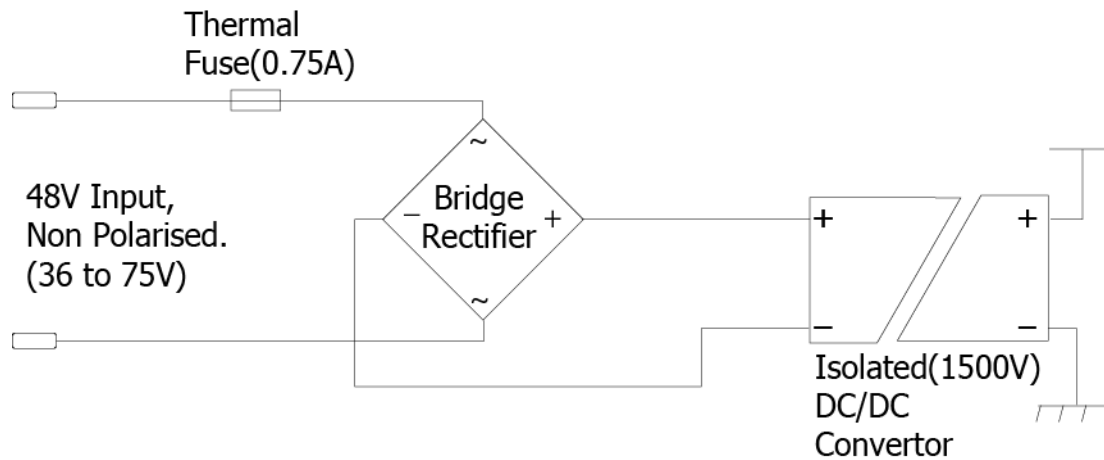 Thermal
Fuse(0.75A)
~
48V Input,
Non Polarised.
(36 to 75V)
− Bridge +
Rectifier
~
+ +
− −
Isolated(1500V)
DC/DC
Convertor